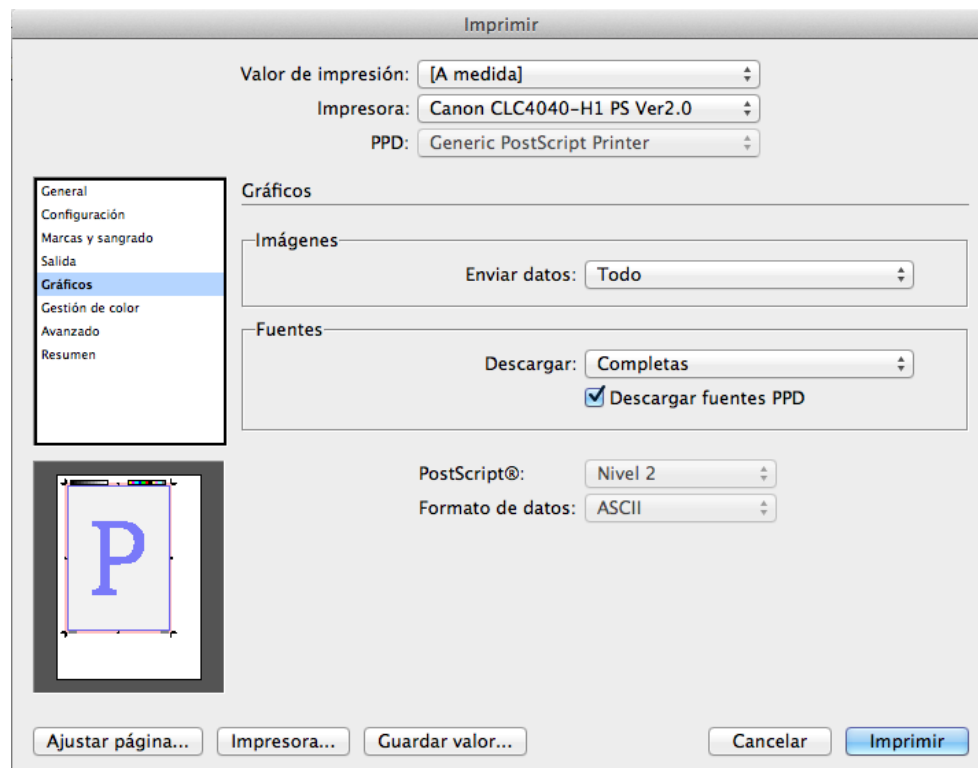 Imprimir
Valor de impresión: [A medida]
Impresora: Canon CLC4040-H1 PS Ver2.0
PPD: Generic PostScript Printer
General
Configuración
Marcas y sangrado
Salida
Gráficos
Gestión de color
Avanzado
Resumen
Gráficos
Imágenes
Enviar datos: Todo
Fuentes
Descargar: Completas
Descargar fuentes PPD
PostScript®: Nivel 2
Formato de datos: ASCII
P
Ajustar página... Impresora... Guardar valor... Cancelar Imprimir